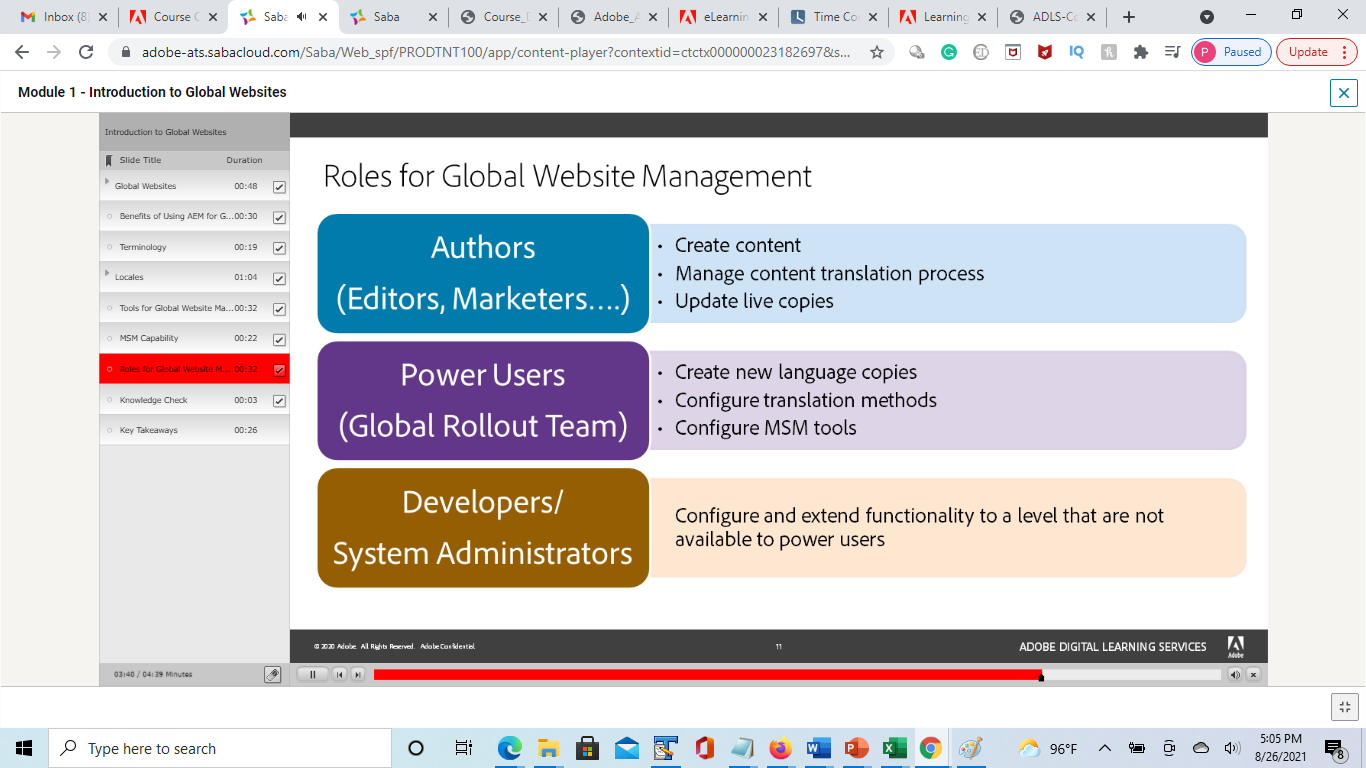 Inbox (8)
Course C
Saba
Saba
Course_D
Adobe_A
eLearnin
Time Co
Learning
ADLS-Co
adobe-ats.sabacloud.com/Saba/Web_spf/PRODTNT100/app/content-player?contextid=ctctx000000023182697&s...
P Paused
Update
Module 1 - Introduction to Global Websites
Introduction to Global Websites
Slide Title Duration
Global Websites 00:48
Benefits of Using AEM for G...00:30
Terminology 00:19
Locales 01:04
Tools for Global Website Ma...00:32
MSM Capability 00:22
Roles for Global Website M... 00:32
Knowledge Check 00:03
Key Takeaways 00:26
03:40 / 04:39 Minutes
Roles for Global Website Management
Authors
(Editors, Marketers....)
• Create content
• Manage content translation process
• Update live copies
Power Users
(Global Rollout Team)
• Create new language copies
• Configure translation methods
• Configure MSM tools
Developers/
System Administrators
Configure and extend functionality to a level that are not
available to power users
© 2020 Adobe. All Rights Reserved. Adobe Confidential.
11
ADOBE DIGITAL LEARNING SERVICES
Adobe
Type here to search
96°F
5:05 PM
8/26/2021
8